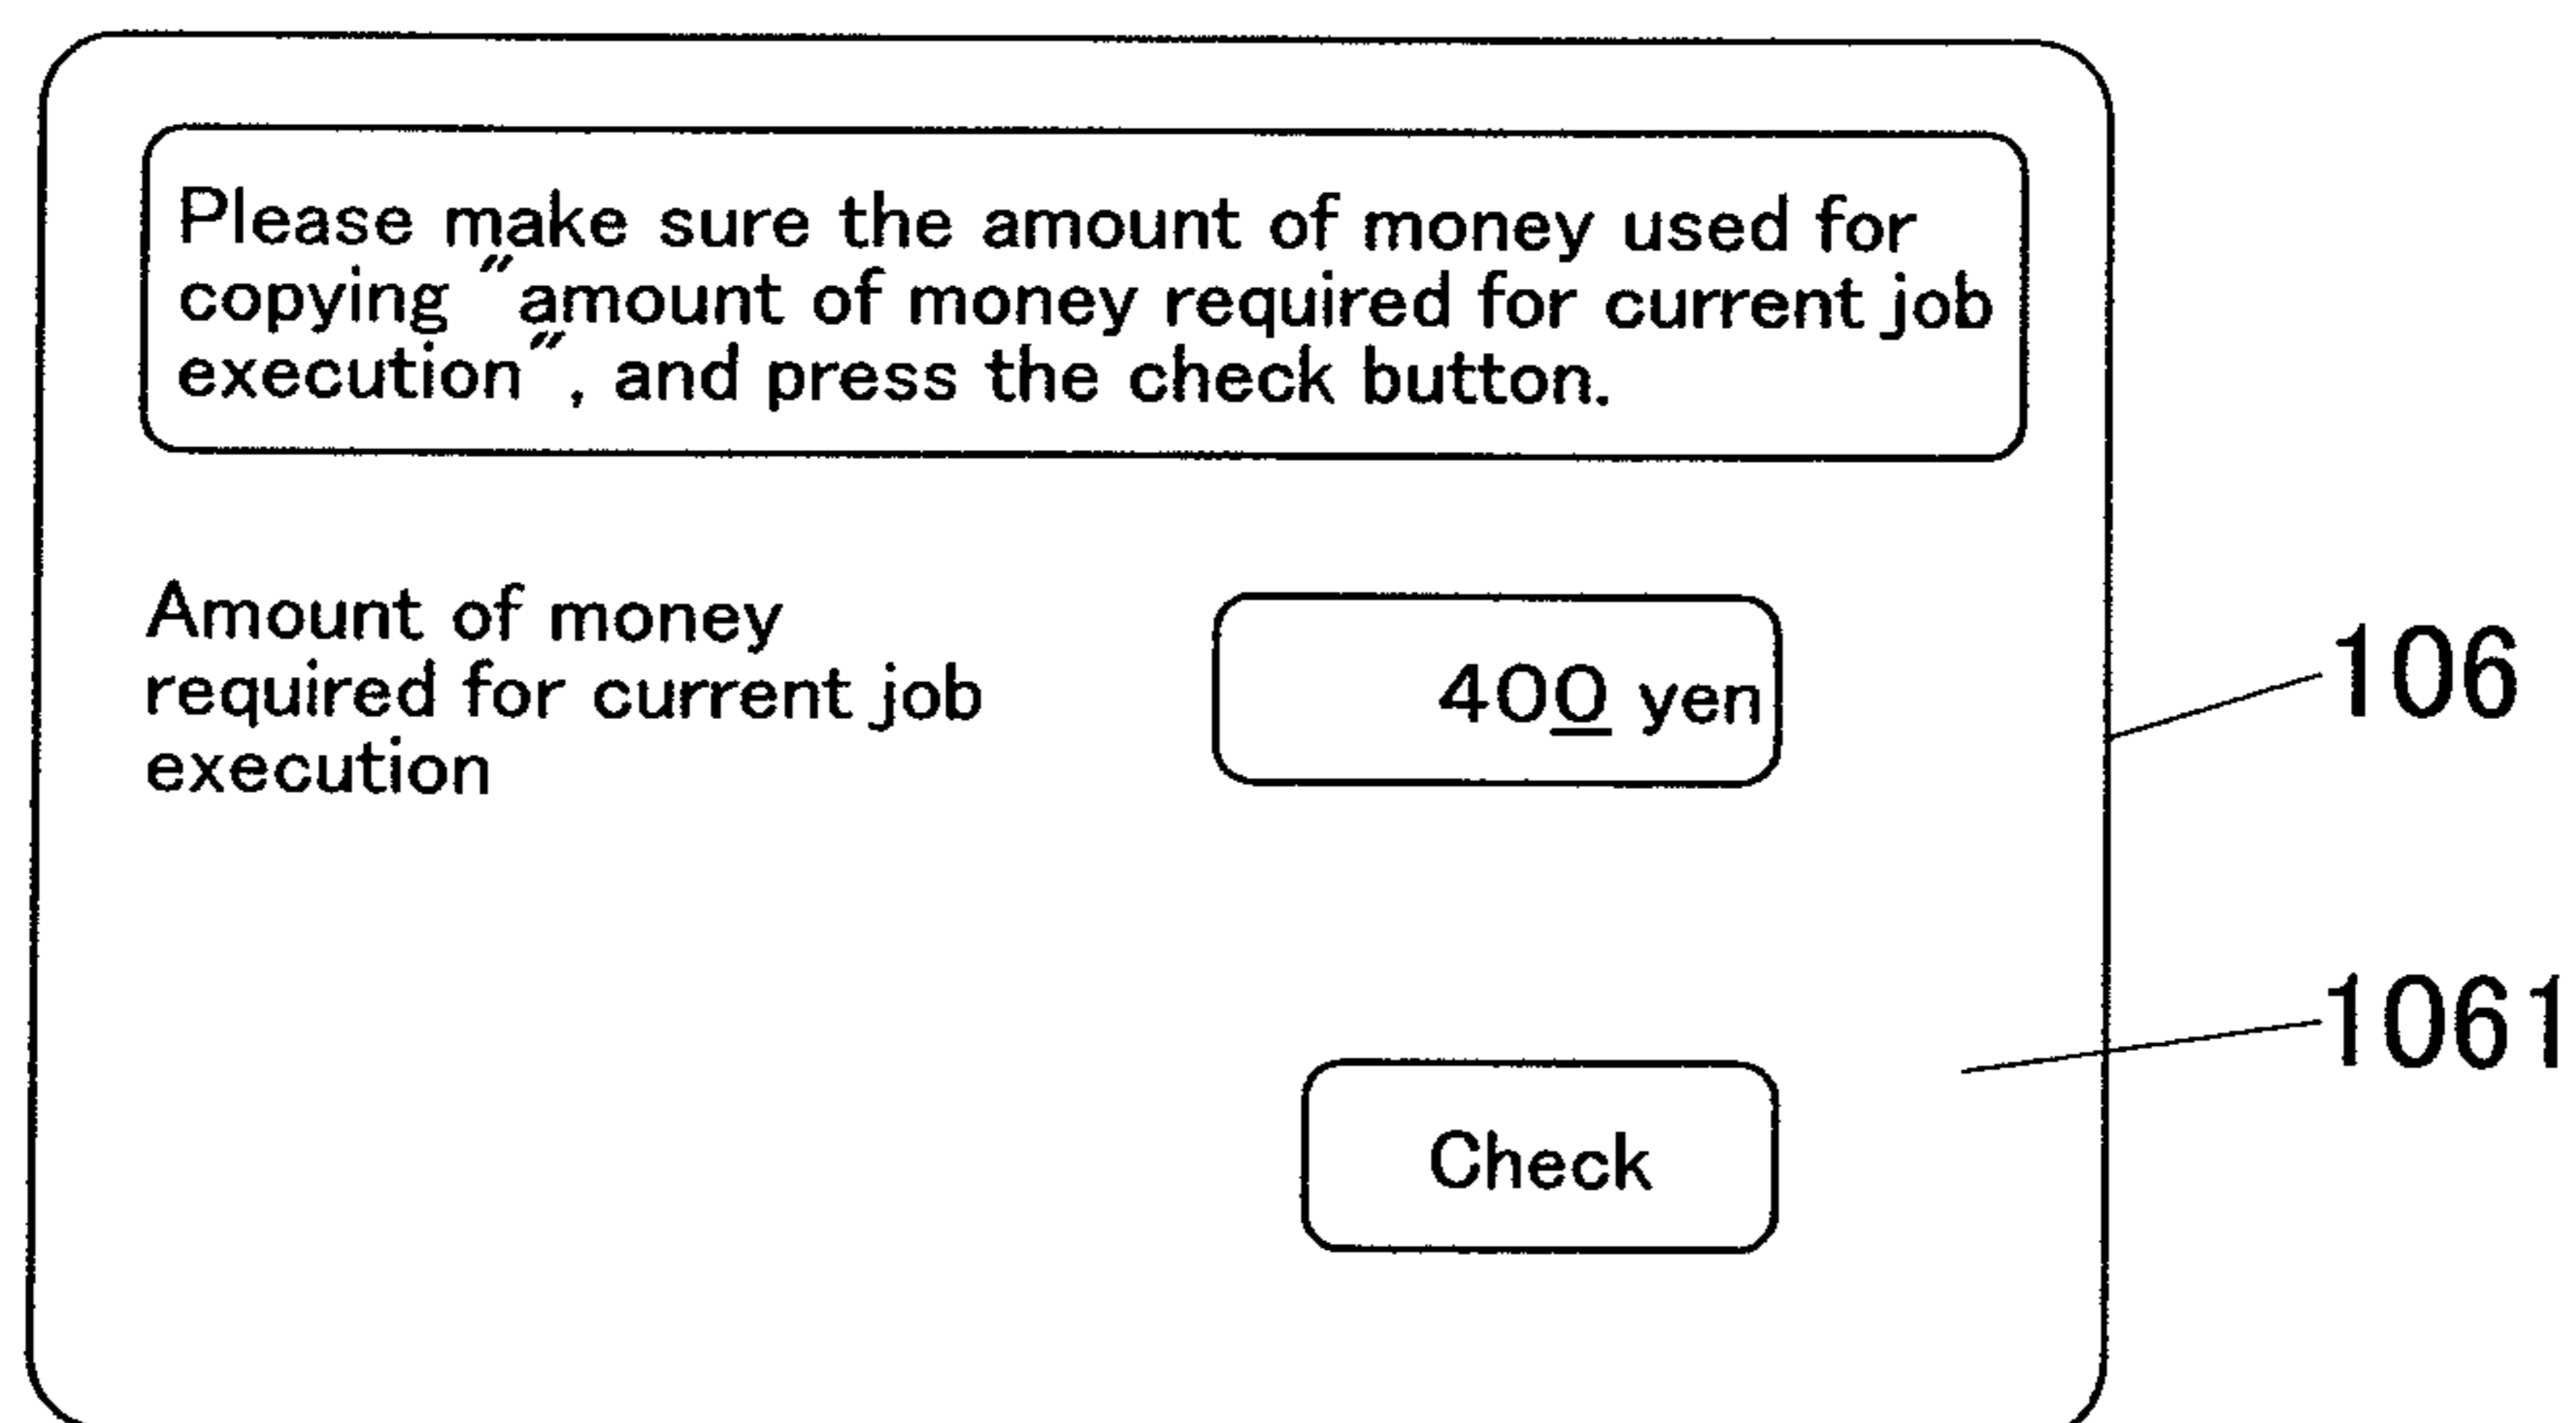 Please make sure the amount of money used for
copying "amount of money required for current job
execution", and press the check button.
Amount of money
required for current job
execution
400 yen
106
1061
Check